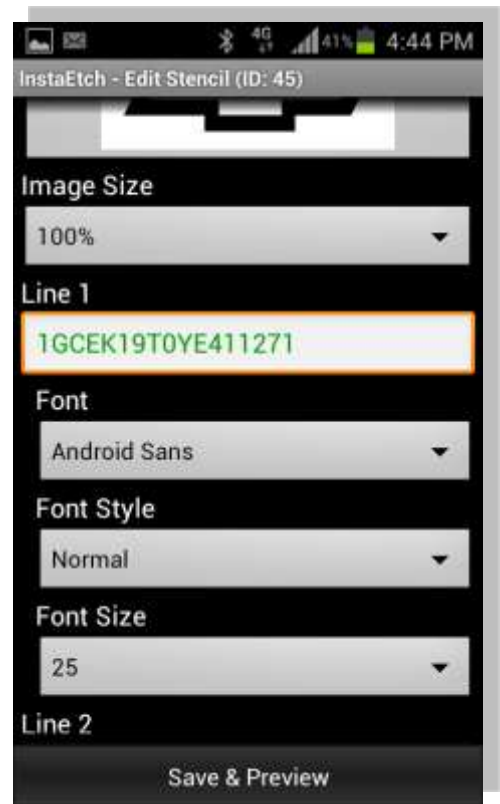 4G 41% 4:44 PM
InstaEtch - Edit Stencil (ID: 45)
Image Size
100%
Line 1
1GCEK19T0YE411271
Font
Android Sans
Font Style
Normal
Font Size
25
Line 2
Save & Preview